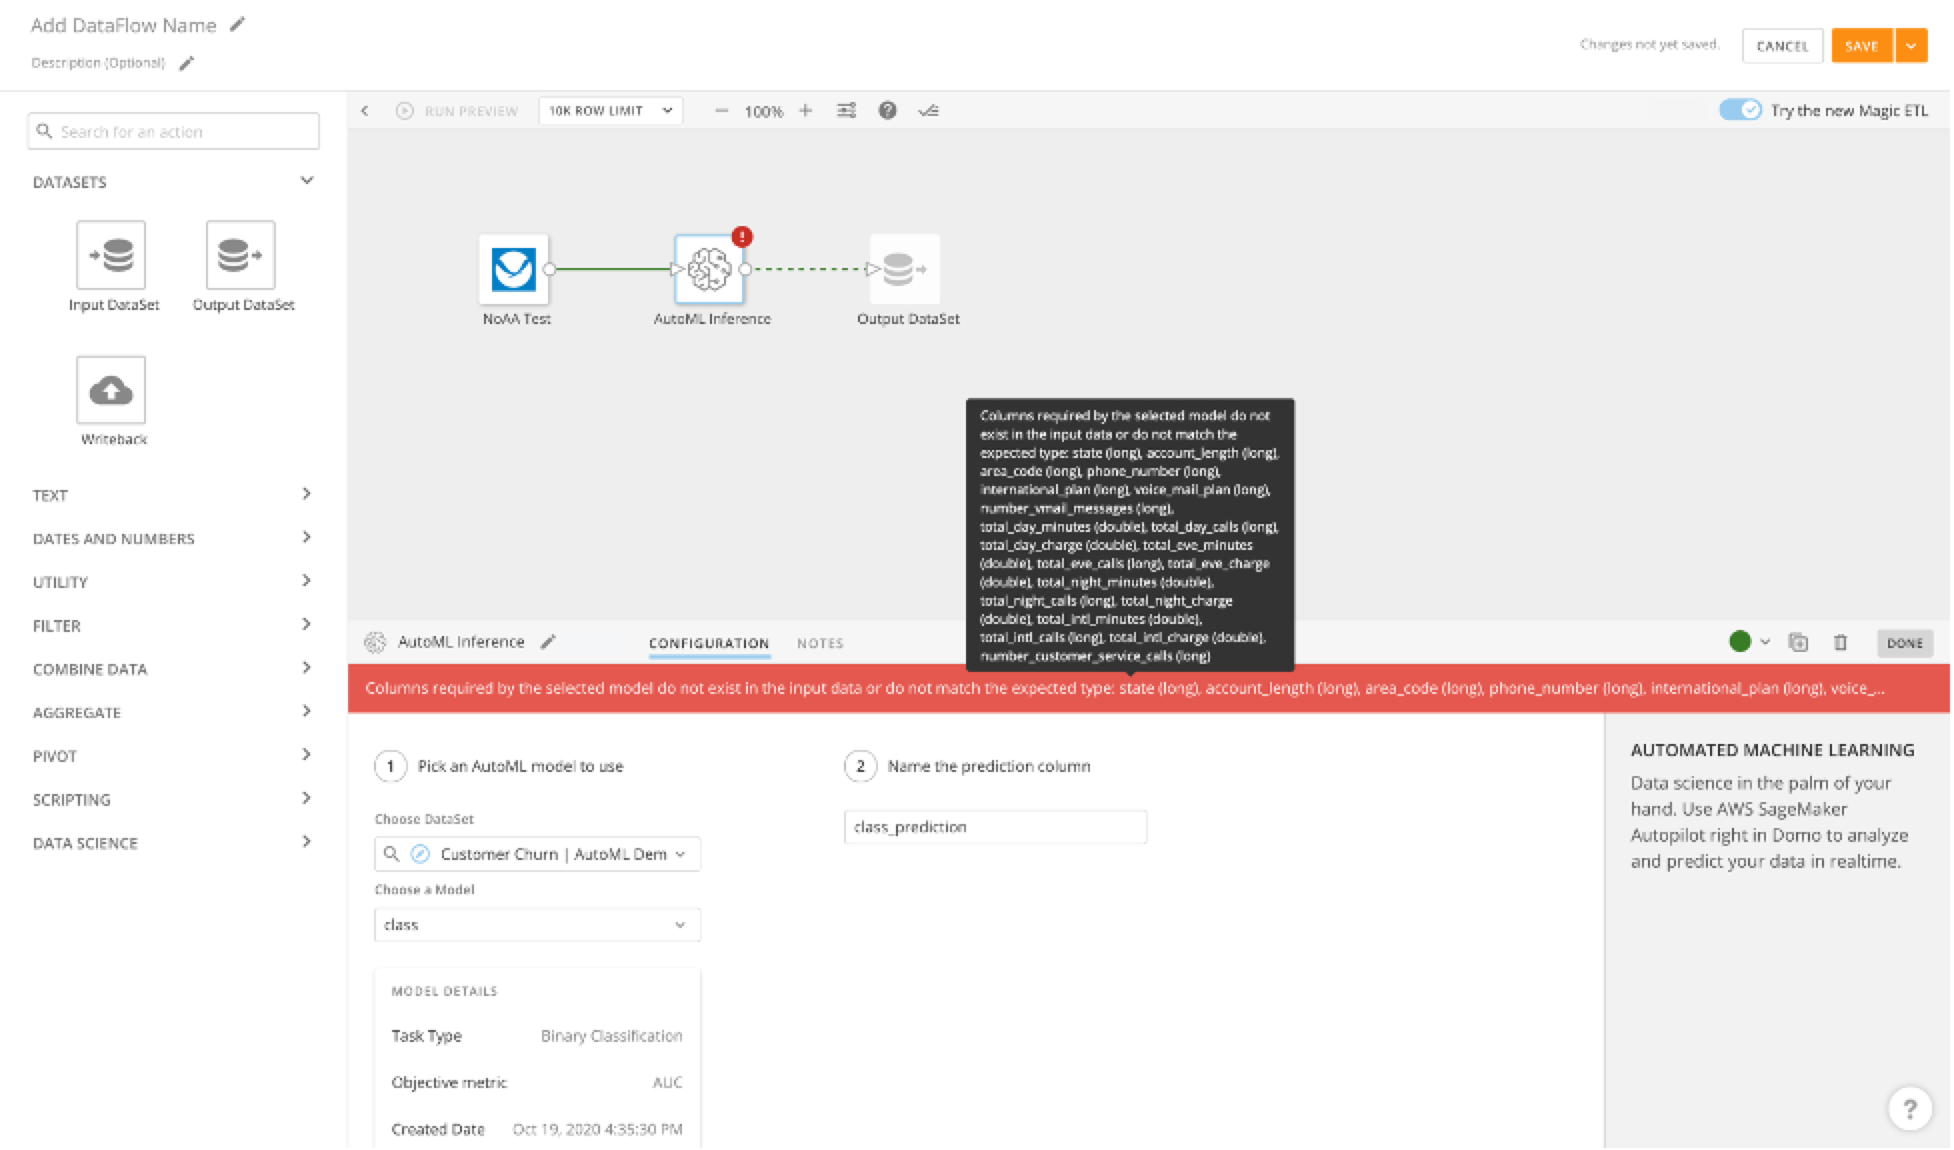 Add DataFlow Name
Description (Optional)
Changes not yet saved.
CANCEL
SAVE
Search for an action
RUN PREVIEW
10K ROW LIMIT
100%
Try the new Magic ETL
DATASETS
Input DataSet
Output DataSet
Writeback
TEXT
DATES AND NUMBERS
UTILITY
FILTER
COMBINE DATA
AGGREGATE
PIVOT
SCRIPTING
DATA SCIENCE
NoAA Test
AutoML Inference
Output DataSet
Columns required by the selected model do not
exist in the input data or do not match the
expected type: state (long), account_length (long),
area_code (long), phone_number (long),
international_plan (long), voice_mail_plan (long),
number_vmail_messages (long),
total_day_minutes (double), total_day_calls (long),
total_day_charge (double), total_eve_minutes
(double), total_eve_calls (long), total_eve_charge
(double), total_night_minutes (double),
total_night_calls (long), total_night_charge
(double), total_intl_minutes (double),
total_intl_calls (long), total_intl_charge (double),
number_customer_service_calls (long)
AutoML Inference
CONFIGURATION
NOTES
DONE
Columns required by the selected model do not exist in the input data or do not match the expected type: state (long), account_length (long), area_code (long), phone_number (long), international_plan (long), voice_...
1 Pick an AutoML model to use
Choose DataSet
Customer Churn | AutoML Dem
Choose a Model
class
MODEL DETAILS
Task Type Binary Classification
Objective metric AUC
Created Date Oct 19, 2020 4:35:30 PM
2 Name the prediction column
class_prediction
AUTOMATED MACHINE LEARNING
Data science in the palm of your
hand. Use AWS SageMaker
Autopilot right in Domo to analyze
and predict your data in realtime.
?